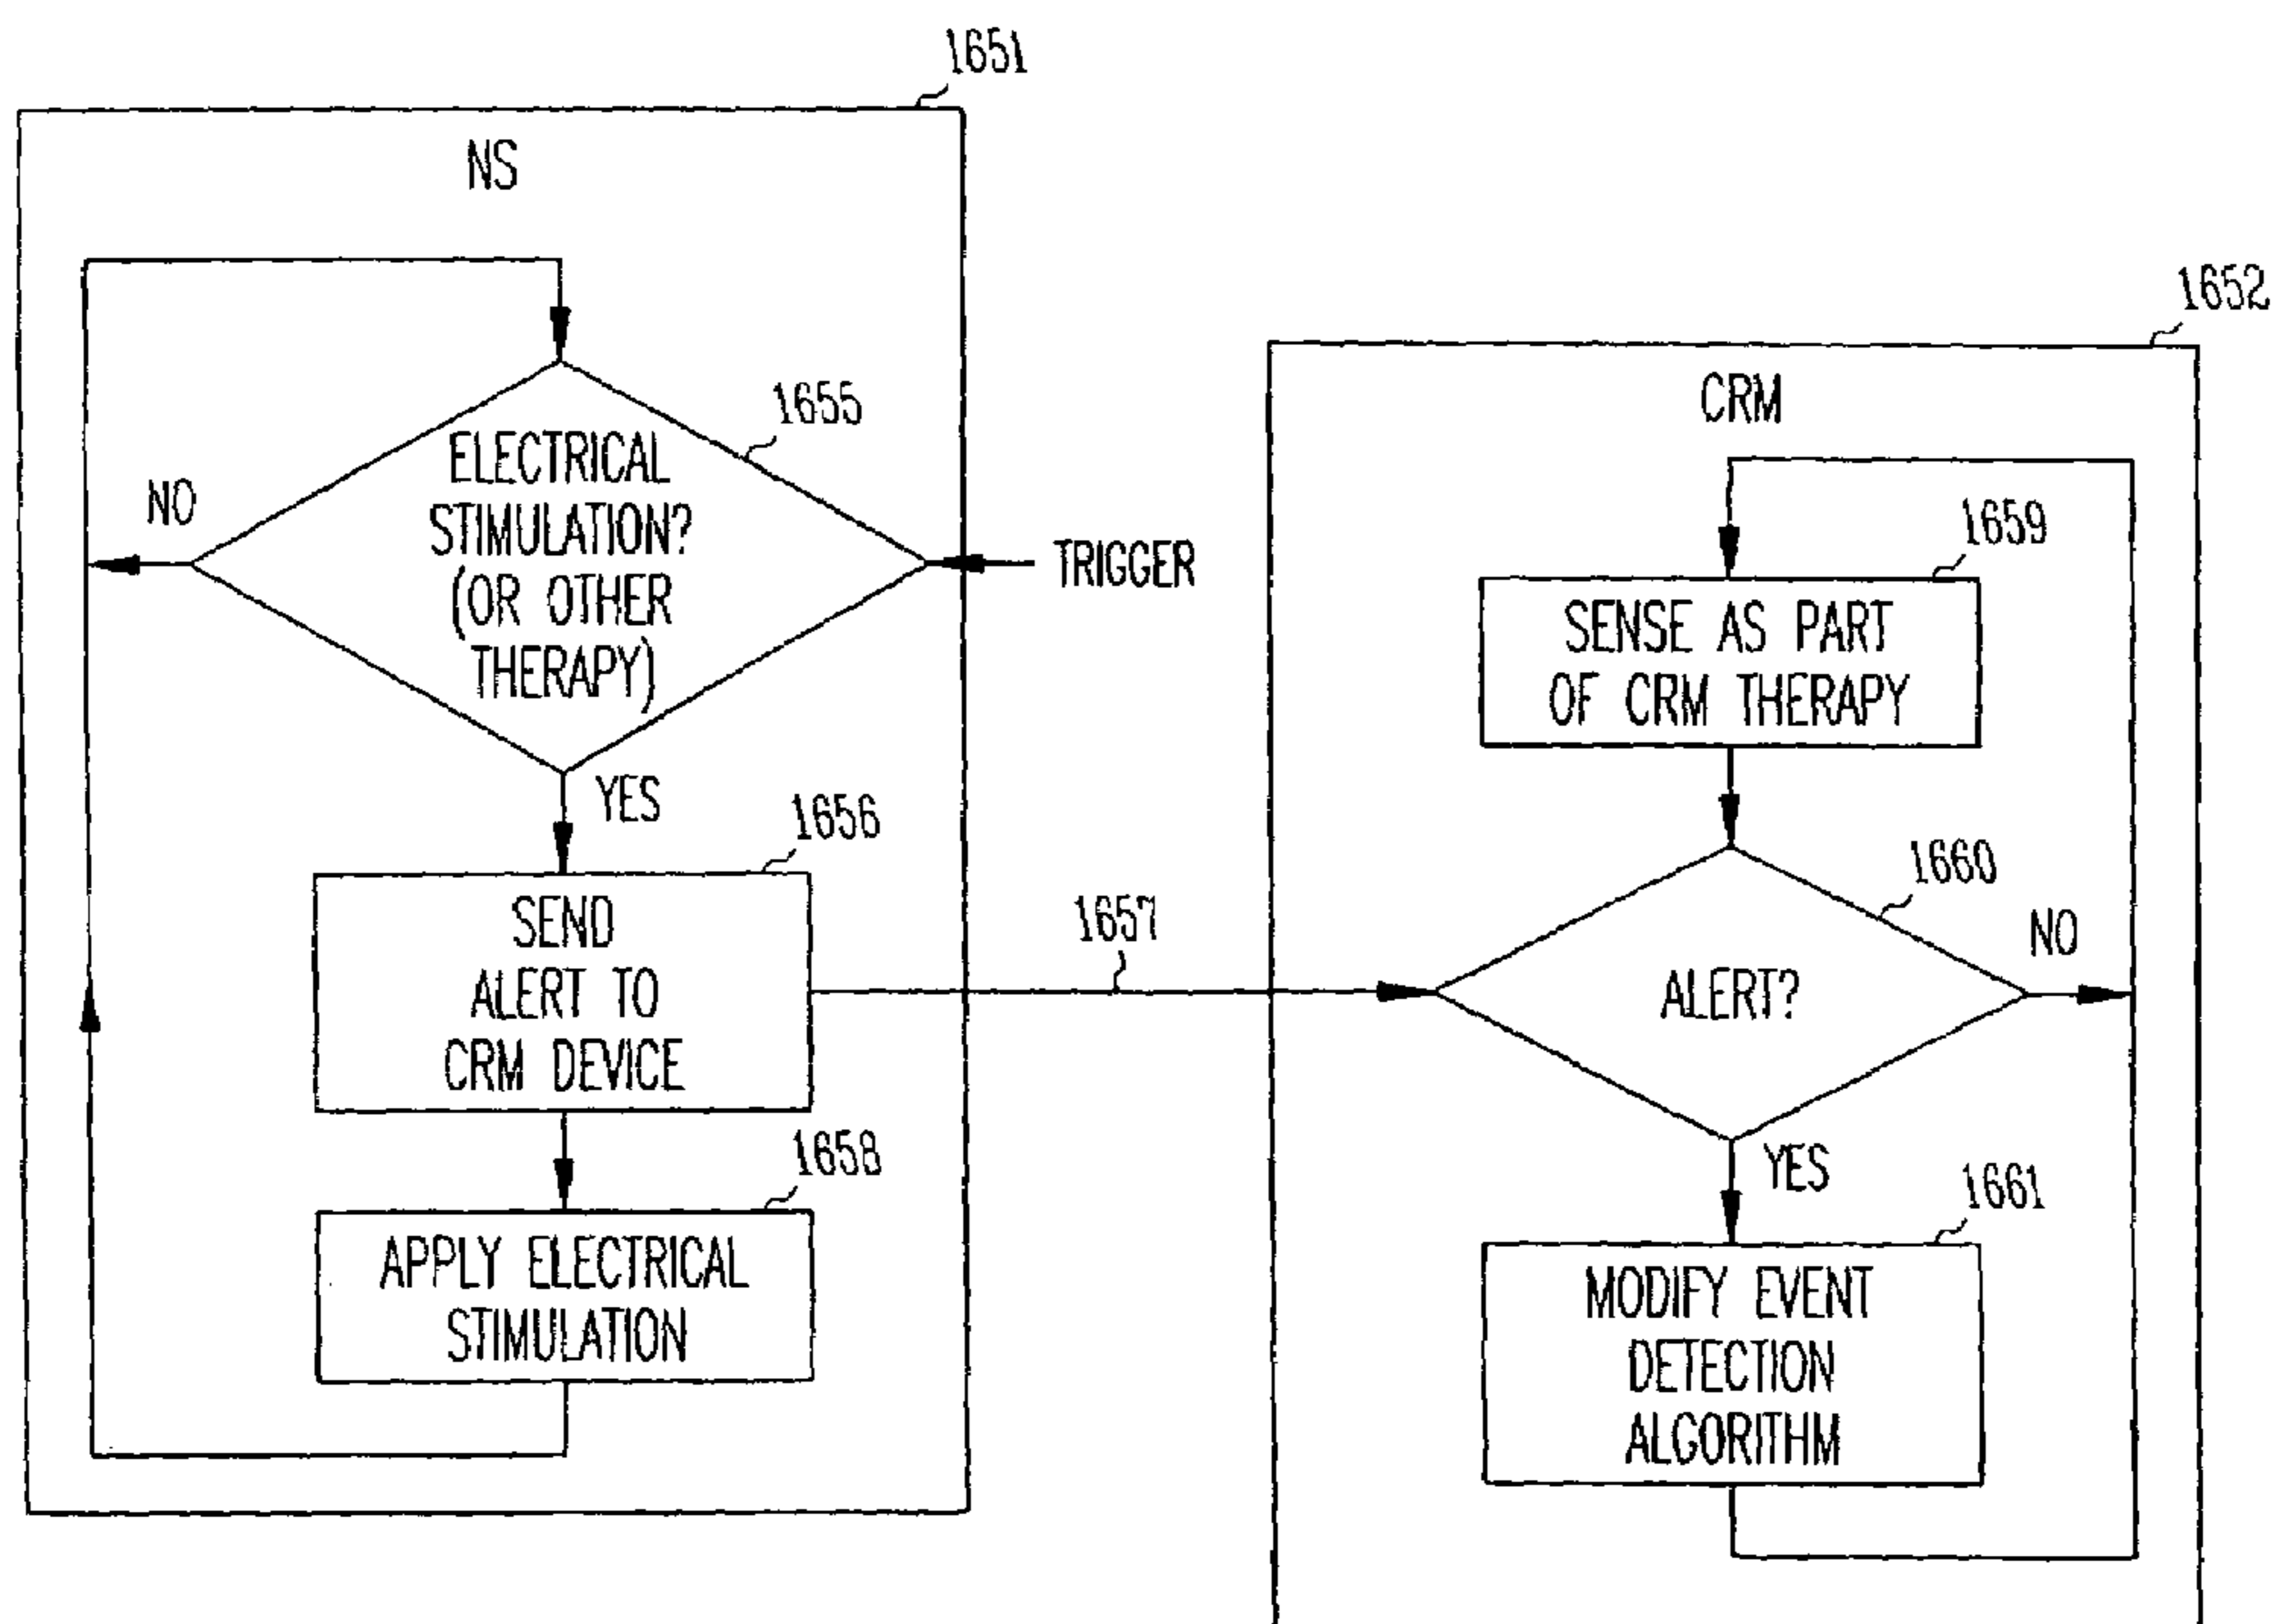 1651
NS
1655
ELECTRICAL
STIMULATION?
(OR OTHER
THERAPY)
NO
TRIGGER
YES
1656
SEND
ALERT TO
CRM DEVICE
1657
1658
APPLY ELECTRICAL
STIMULATION
1652
CRM
1659
SENSE AS PART
OF CRM THERAPY
1660
NO
ALERT?
YES
1661
MODIFY EVENT
DETECTION
ALGORITHM